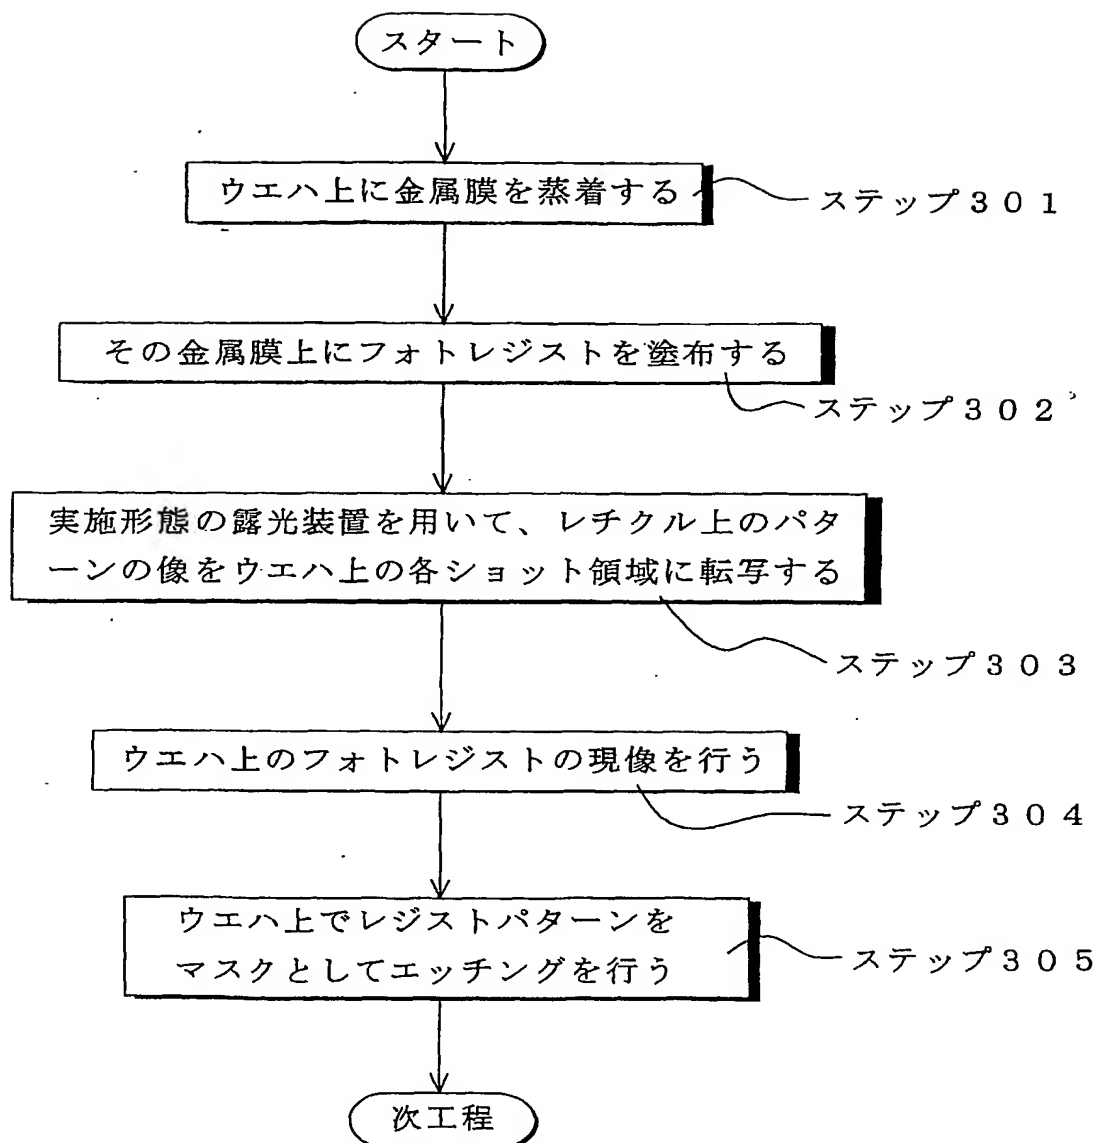 スタート
ウエハ上に金属膜を蒸着する
ステップ３０１
その金属膜上にフォトレジストを塗布する
ステップ３０２
実施形態の露光装置を用いて、レチクル上のパタ
ーンの像をウエハ上の各ショット領域に転写する
ステップ３０３
ウエハ上のフォトレジストの現像を行う
ステップ３０４
ウエハ上でレジストパターンを
マスクとしてエッチングを行う
ステップ３０５
次工程